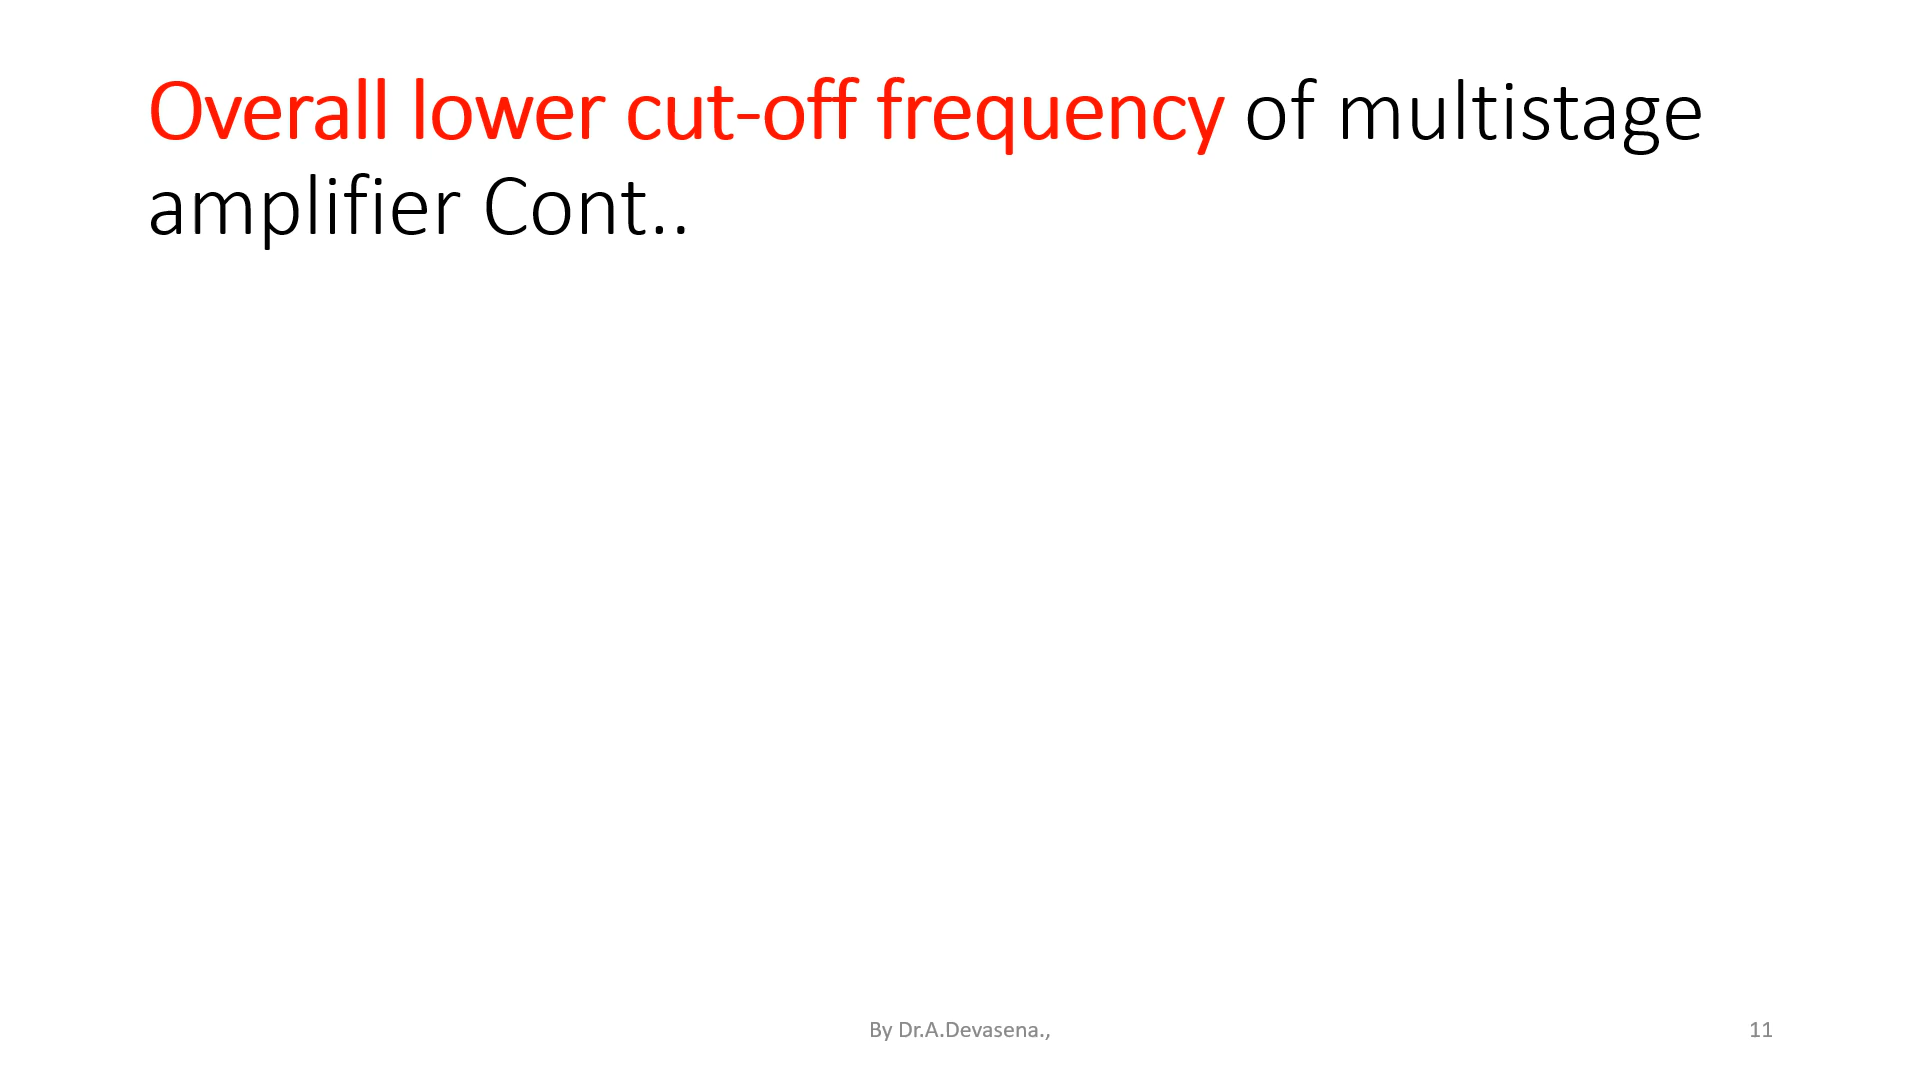 Overall lower cut-off frequency of multistage
amplifier Cont..
By Dr.A.Devasena.,
11